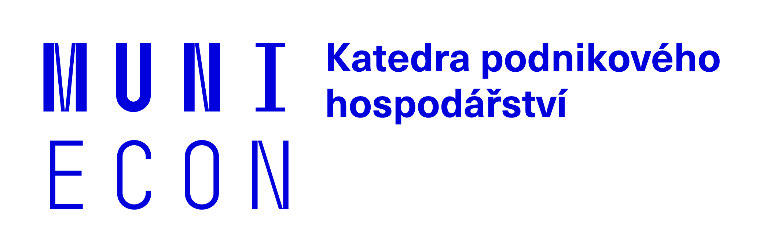 MUNI
ECON
Katedra podnikového
hospodářství